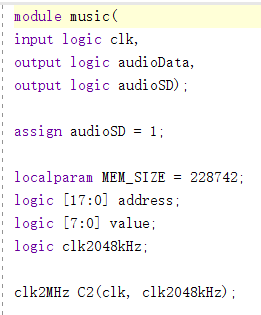 module music(
input logic clk,
output logic audioData,
output logic audioSD);
assign audioSD = 1;
localparam MEM_SIZE = 228742;
logic [17:0] address;
logic [7:0] value;
logic clk2048kHz;
clk2MHz C2(clk, clk2048kHz);